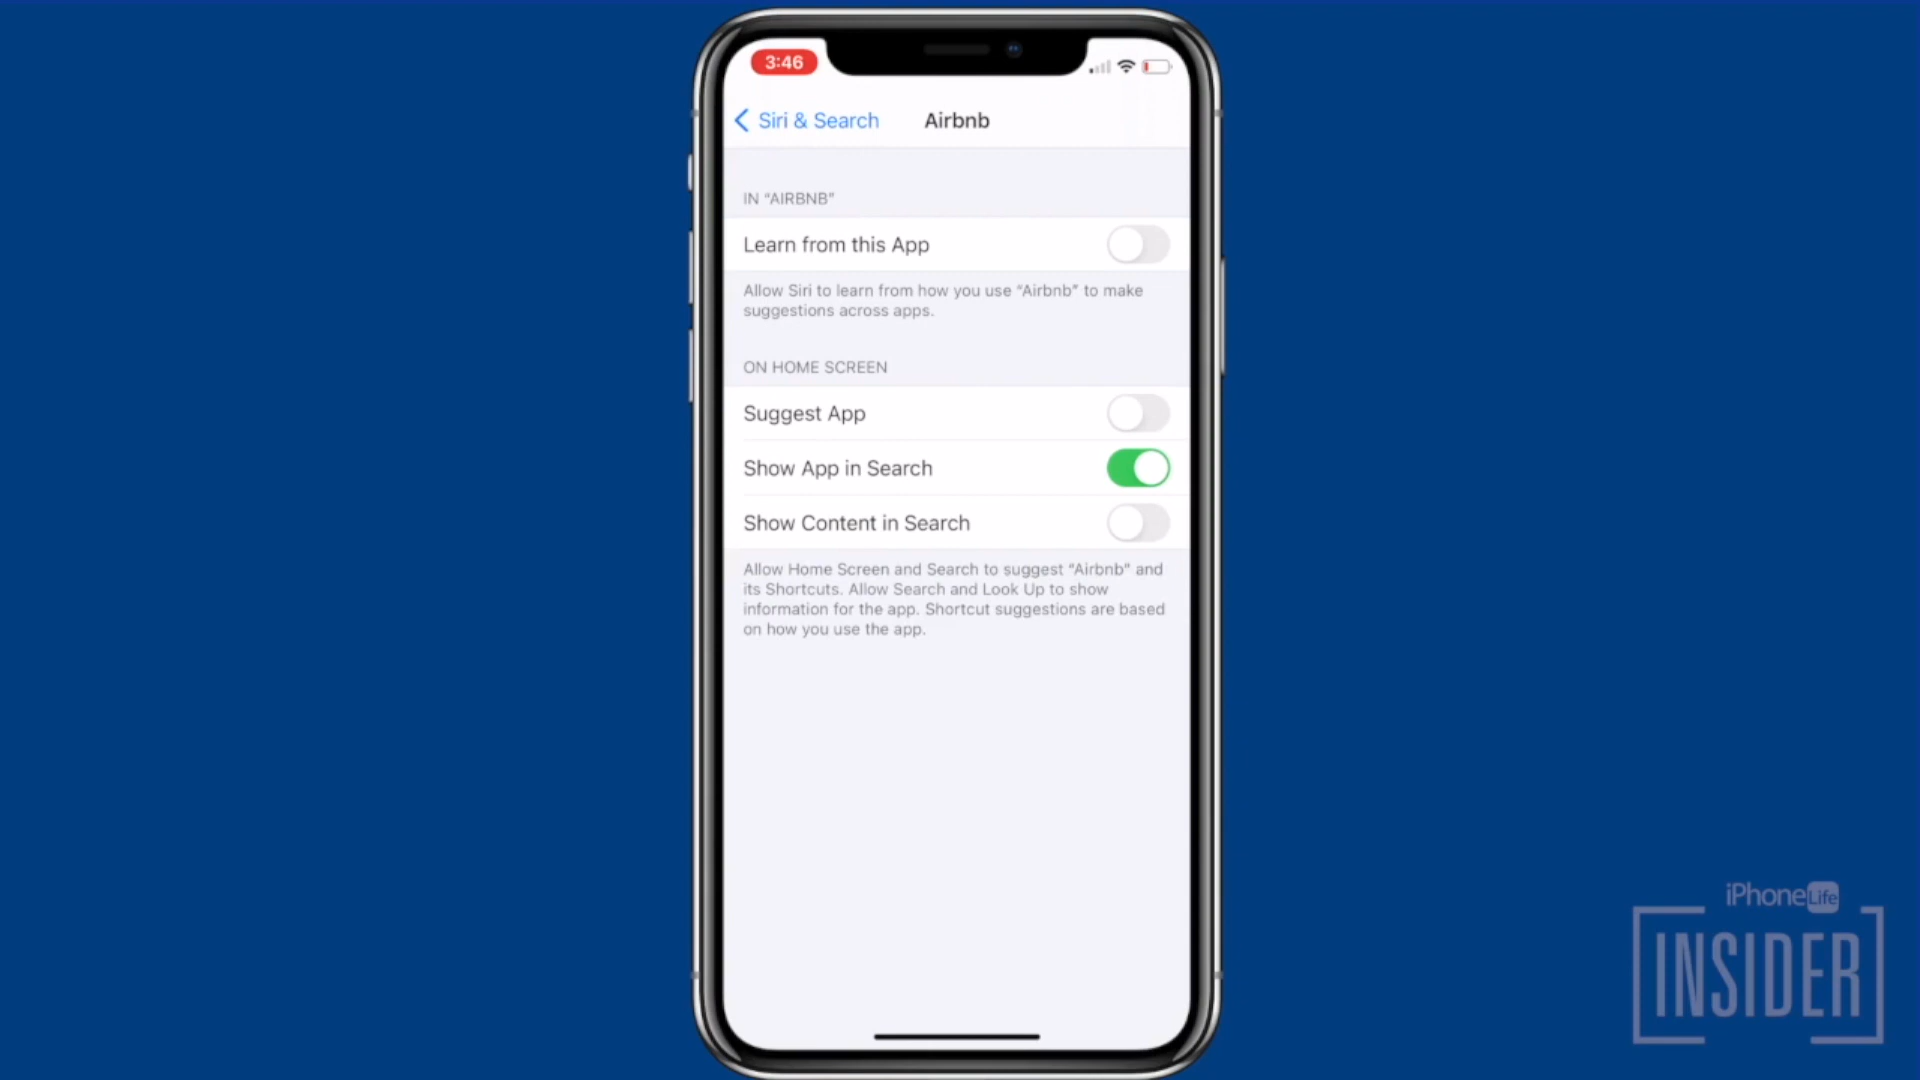 3:46
Siri & Search
Airbnb
IN “AIRBNB”
Learn from this App
Allow Siri to learn from how you use “Airbnb” to make
suggestions across apps.
ON HOME SCREEN
Suggest App
Show App in Search
Show Content in Search
Allow Home Screen and Search to suggest “Airbnb” and
its Shortcuts. Allow Search and Look Up to show
information for the app. Shortcut suggestions are based
on how you use the app.
iPhone Life
INSIDER